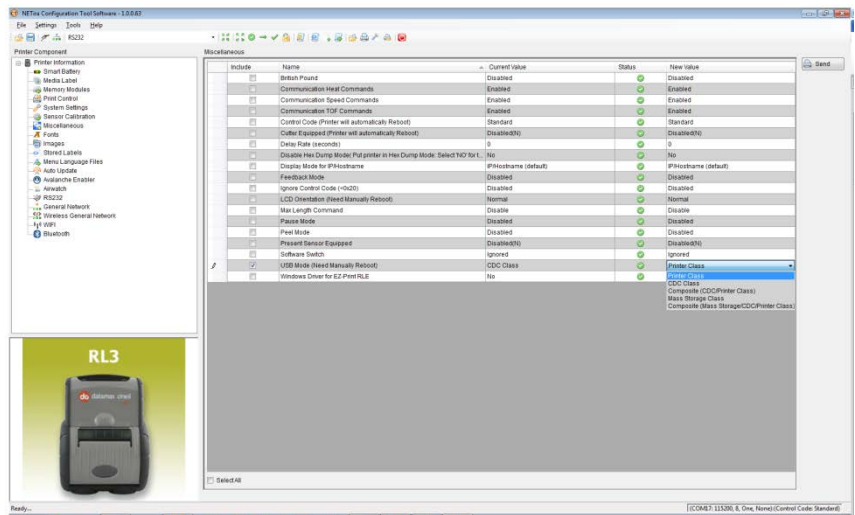 NETira Configuration Tool Software - 1.0.0.63
File Settings Tools Help
RS232
Printer Component
Printer Information
Smart Battery
Media Label
Memory Modules
Print Control
System Settings
Sensor Calibration
Miscellaneous
Fonts
Images
Stored Labels
Menu Language Files
Auto Update
Avalanche Enabler
Airwatch
RS232
General Network
Wireless General Network
WiFi
Bluetooth
Miscellaneous
Include Name Current Value Status New Value
British Pound Disabled Disabled
Communication Heat Commands Enabled Enabled
Communication Speed Commands Enabled Enabled
Communication TOF Commands Enabled Enabled
Control Code (Printer will automatically Reboot) Standard Standard
Cutter Equipped (Printer will automatically Reboot) Disabled(N) Disabled(N)
Delay Rate (seconds) 0 0
Disable Hex Dump Mode: Put printer in Hex Dump Mode: Select 'NO' for t... No No
Display Mode for IP/Hostname IP/Hostname (default) IP/Hostname (default)
Feedback Mode Disabled Disabled
Ignore Control Code (<0x20) Disabled Disabled
LCD Orientation (Need Manually Reboot) Normal Normal
Max Length Command Disable Disable
Pause Mode Disabled Disabled
Peel Mode Disabled Disabled
Present Sensor Equipped Disabled(N) Disabled(N)
Software Switch Ignored Ignored
USB Mode (Need Manually Reboot) CDC Class Printer Class
Windows Driver for EZ-Print RLE No
Printer Class
CDC Class
Composite (CDC/Printer Class)
Mass Storage Class
Composite (Mass Storage/CDC/Printer Class)
Send
RL3
datamax oneil
Select All
Ready...
(COM17: 115200, 8, One, None):(Control Code: Standard)